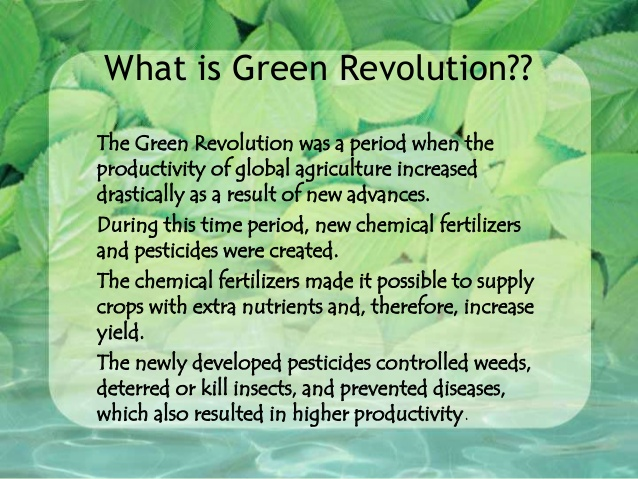 What is Green Revolution??
The Green Revolution was a period when the
productivity of global agriculture increased
drastically as a result of new advances.
During this time period, new chemical fertilizers
and pesticides were created.
The chemical fertilizers made it possible to supply
crops with extra nutrients and, therefore, increase
yield.
The newly developed pesticides controlled weeds,
deterred or kill insects, and prevented diseases,
which also resulted in higher productivity.